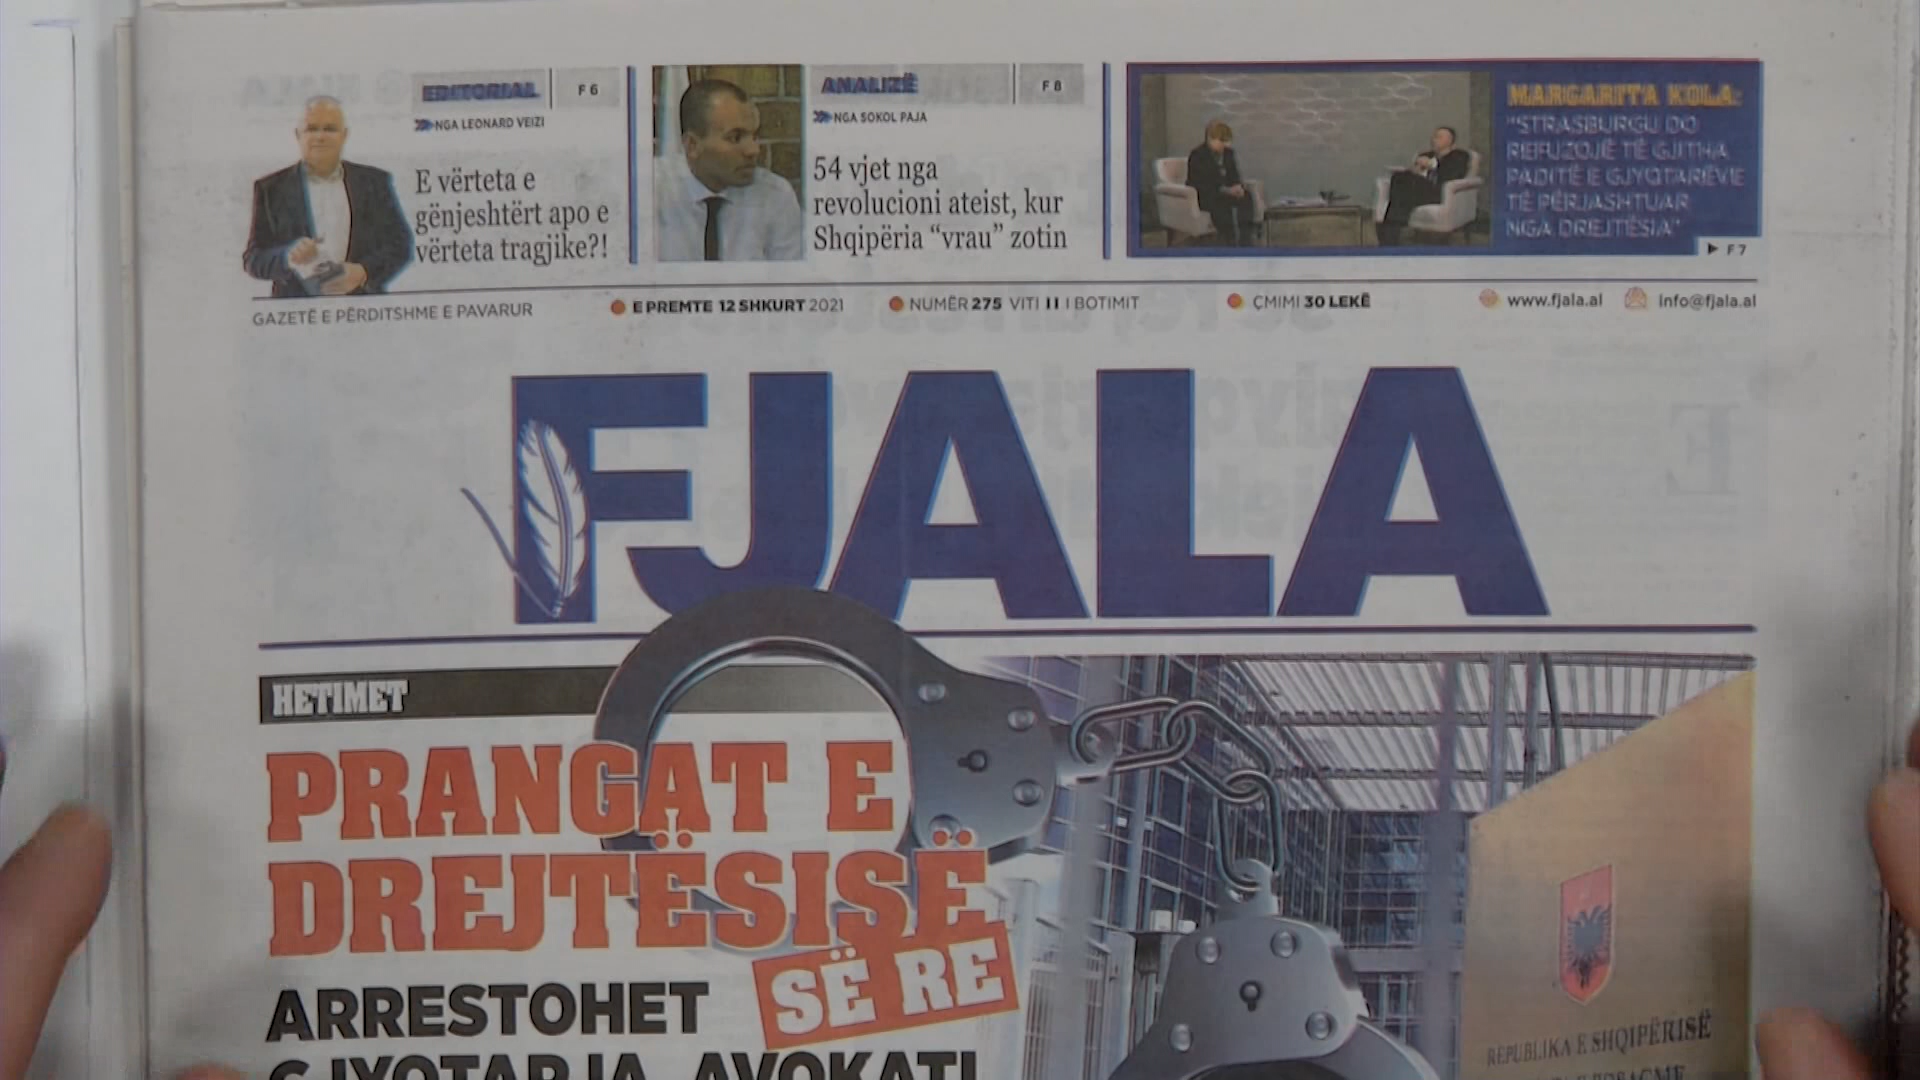 EDITORIAL
F 6
NGA LEONARD VEIZI
E vërteta e
gënjeshtërt apo e
vërteta tragjike?!
ANALIZË
F 8
NGA SOKOL PAJA
54 vjet nga
revolucioni ateist, kur
Shqipëria “vrau” zotin
MARGARITA KOLA:
“STRASBURGU DO
REFUZOJË TË GJITHA
PADITË E GJYQTARËVE
TË PËRJASHTUAR
NGA DREJTËSIA”
F 7
GAZETË E PËRDITSHME E PAVARUR
E PREMTE 12 SHKURT 2021
NUMËR 275 VITI II I BOTIMIT
ÇMIMI 30 LEKË
www.fjala.al
info@fjala.al
FJALA
HETIMET
PRANGAT E
DREJTËSISË
SË RE
ARRESTOHET
GJYQTARJA, AVOKATI
REPUBLIKA E SHQIPËRISË